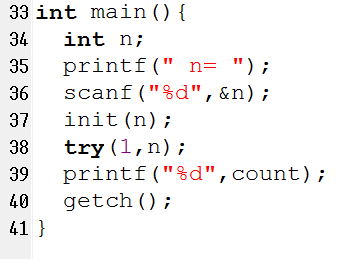 33 int main(){
34   int n;
35   printf(" n= ");
36   scanf("%d",&n);
37   init(n);
38   try(1,n);
39   printf("%d",count);
40   getch();
41 }